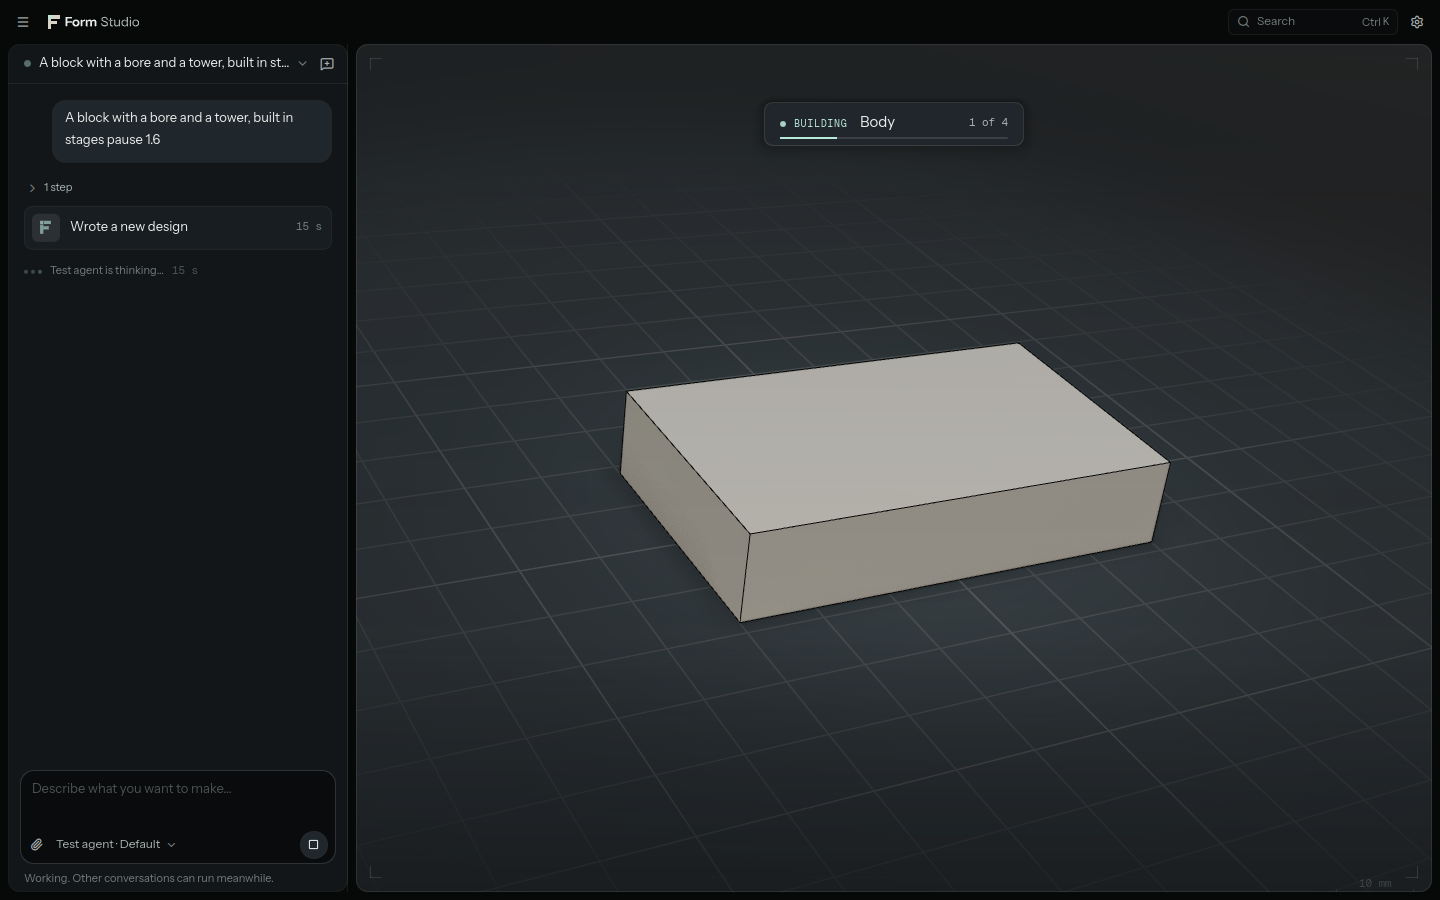 Form Studio
Search
Ctrl K
A block with a bore and a tower, built in st...
A block with a bore and a tower, built in
stages pause 1.6
1 step
Wrote a new design
15 s
Test agent is thinking...
15 s
BUILDING
Body
1 of 4
Describe what you want to make...
Test agent · Default
Working. Other conversations can run meanwhile.
10 mm